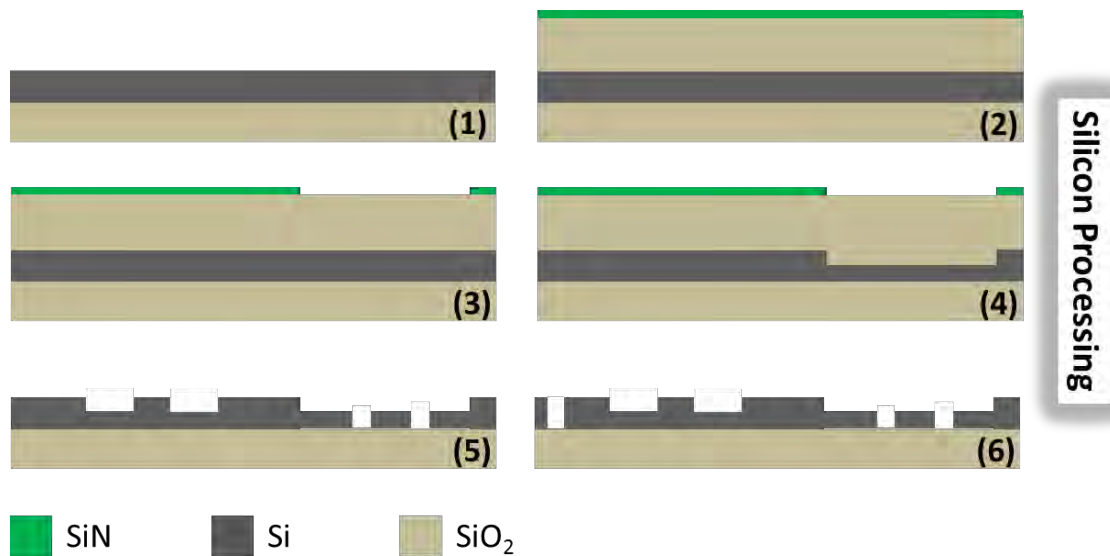 (1)
(2)
Silicon Processing
(3)
(4)
(5)
(6)
SiN
Si
SiO₂